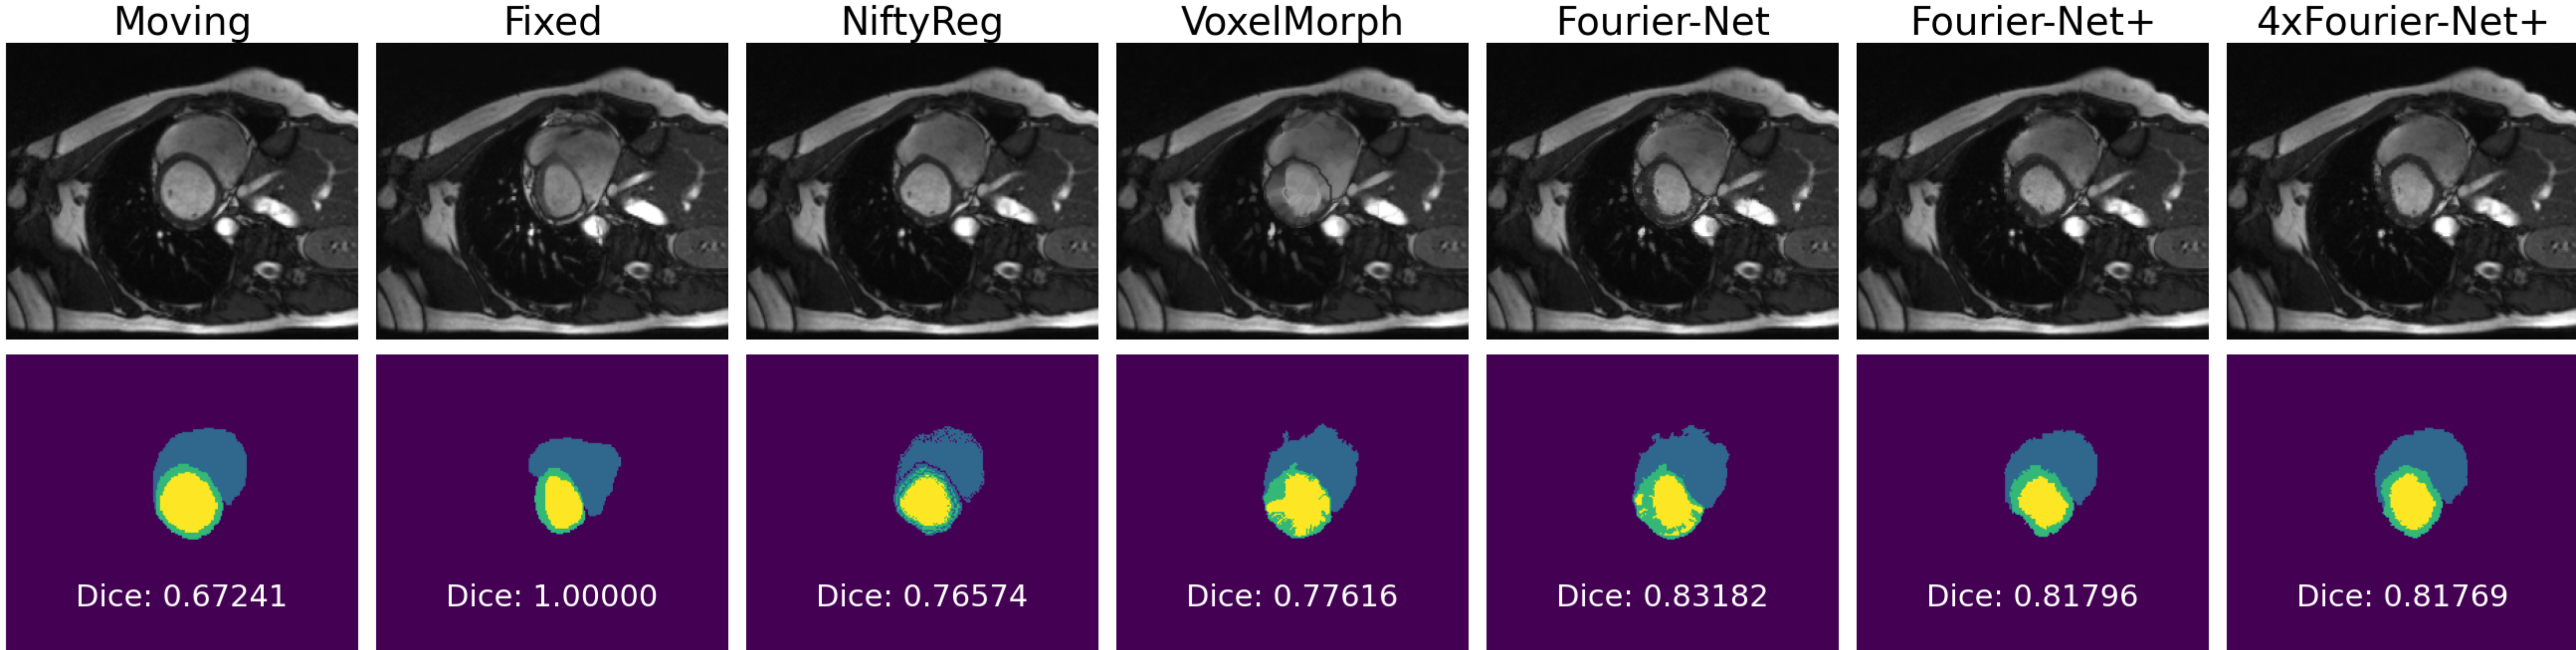 Moving
Fixed
NiftyReg
VoxelMorph
Fourier-Net
Fourier-Net+
4xFourier-Net+
Dice: 0.67241
Dice: 1.00000
Dice: 0.76574
Dice: 0.77616
Dice: 0.83182
Dice: 0.81796
Dice: 0.81769